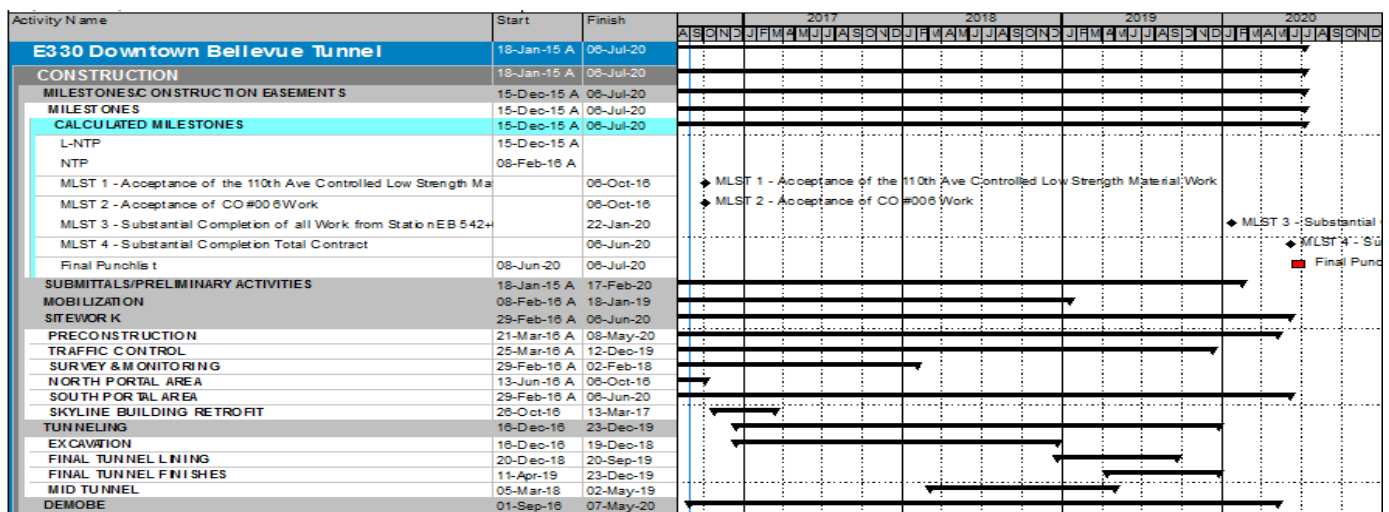 Activity Name Start Finish 2017 2018 2019 2020
A S O N D J F M A M J J A S O N D J F M A M J J A S O N D J F M A M J J A S O N D J F M A M J J A S O N D
E330 Downtown Bellevue Tunnel 18-Jan-15 A 06-Jul-20
CONSTRUCTION 18-Jan-15 A 06-Jul-20
MILESTONES/CONSTRUCTION EASEMENTS 15-Dec-15 A 06-Jul-20
MILESTONES 15-Dec-15 A 06-Jul-20
CALCULATED MILESTONES 15-Dec-15 A 06-Jul-20
L-NTP 15-Dec-15 A
NTP 08-Feb-16 A
MLST 1 - Acceptance of the 110th Ave Controlled Low Strength Ma 06-Oct-16 MLST 1 - Acceptance of the 110th Ave Controlled Low Strength Material Work
MLST 2 - Acceptance of CO #006 Work 06-Oct-16 MLST 2 - Acceptance of CO #006 Work
MLST 3 - Substantial Completion of all Work from Station EB 542+ 22-Jan-20 MLST 3 - Substantial
MLST 4 - Substantial Completion Total Contract 06-Jun-20 MLST 4 - Su
Final Punchlist 08-Jun-20 06-Jul-20 Final Punc
SUBMITTALS/PRELIMINARY ACTIVITIES 18-Jan-15 A 17-Feb-20
MOBILIZATION 08-Feb-16 A 18-Jan-19
SITEWORK 29-Feb-16 A 06-Jun-20
PRECONSTRUCTION 21-Mar-16 A 08-May-20
TRAFFIC CONTROL 25-Mar-16 A 12-Dec-19
SURVEY & MONITORING 29-Feb-16 A 02-Feb-18
NORTH PORTAL AREA 13-Jun-16 A 06-Oct-16
SOUTH PORTAL AREA 29-Feb-16 A 06-Jun-20
SKYLINE BUILDING RETROFIT 26-Oct-16 13-Mar-17
TUNNELING 16-Dec-16 23-Dec-19
EXCAVATION 16-Dec-16 19-Dec-18
FINAL TUNNEL LINING 20-Dec-18 20-Sep-19
FINAL TUNNEL FINISHES 11-Apr-19 23-Dec-19
MID TUNNEL 05-Mar-18 02-May-19
DEMOBE 01-Sep-16 07-May-20